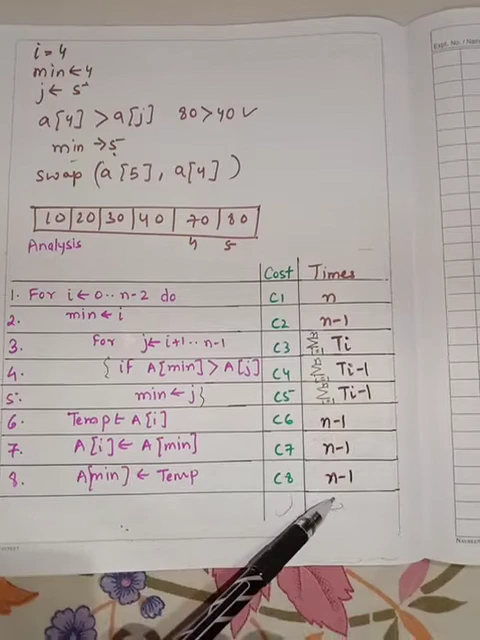 i = 4
min ← 4
j ← 5
a[4] > a[j] 80 > 40 ✓
min → 5
swap (a[5], a[4])
10 20 30 40 70 80
4 5
Analysis
Cost Times
1. For i ← 0.. n-2 do C1 n
2. min ← i C2 n-1
3. For j ← i+1.. n-1 C3 Ti
4. { if A[min] > A[j] C4 Ti-1
5. min ← j } C5 Ti-1
6. Temp ← A[i] C6 n-1
7. A[i] ← A[min] C7 n-1
8. A[min] ← Temp C8 n-1
Expt. No.